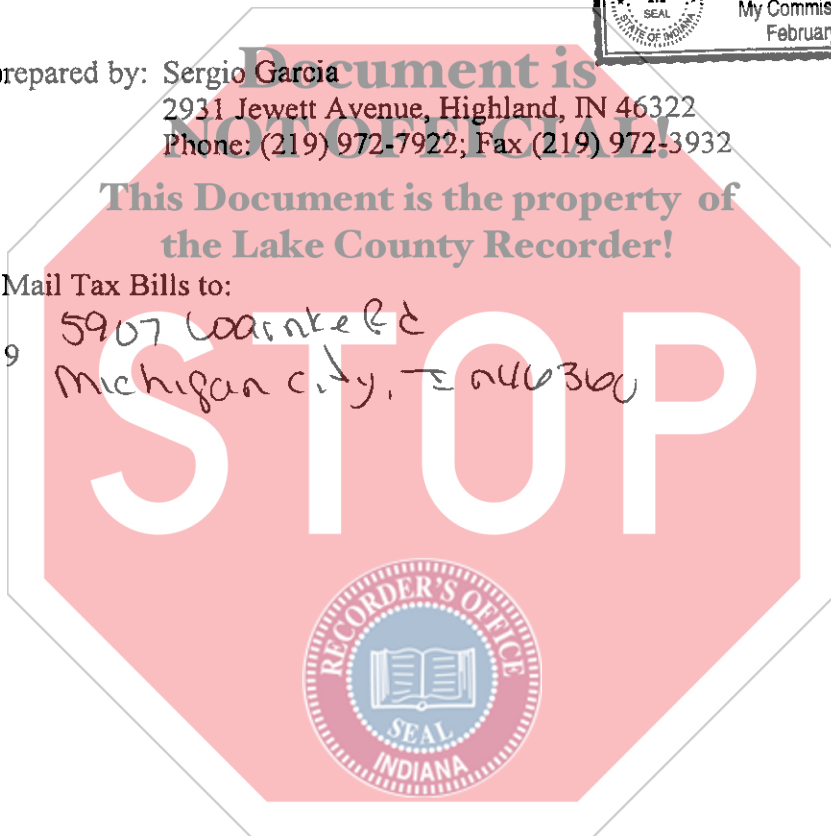 SEAL
STATE OF INDIANA
My Commis
Februar
repared by: Sergio Garcia
2931 Jewett Avenue, Highland, IN 46322
Phone: (219) 972-7922; Fax (219) 972-3932
Document is
NOT OFFICIAL!
This Document is the property of
the Lake County Recorder!
Mail Tax Bills to:
5907 Warnke Rd
9
Michigan City, In 46360
STOP
RECORDER'S OFFICE
SEAL
INDIANA